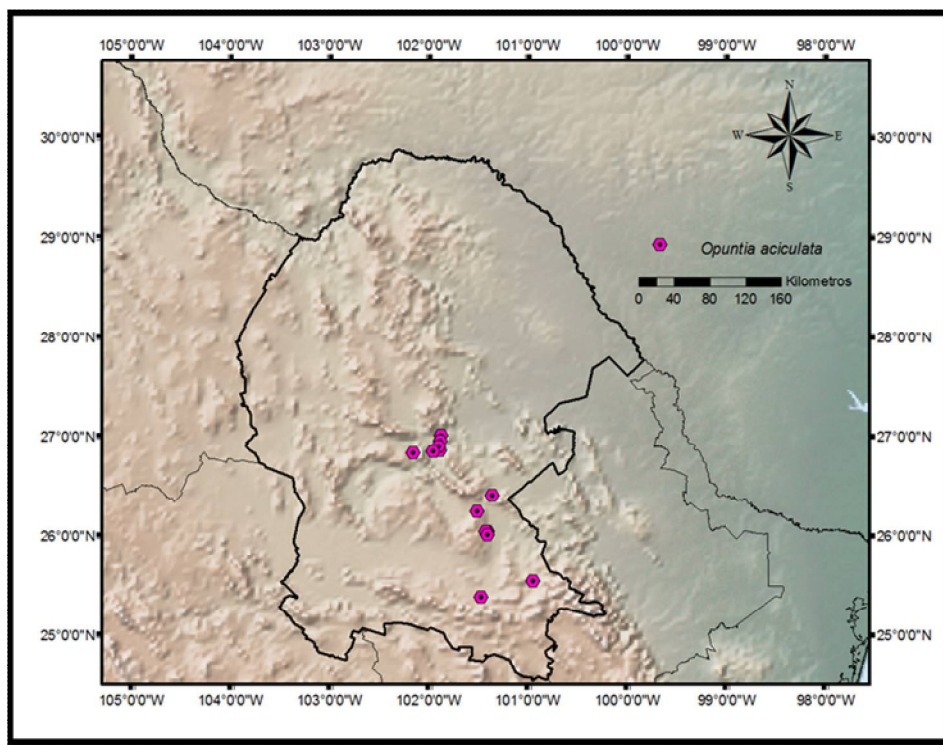 105°0'0"W 104°0'0"W 103°0'0"W 102°0'0"W 101°0'0"W 100°0'0"W 99°0'0"W 98°0'0"W
N
30°0'0"N W E 30°0'0"N
S
29°0'0"N Opuntia aciculata 29°0'0"N
Kilometros
0 20 40 80 120 160
28°0'0"N 28°0'0"N
27°0'0"N 27°0'0"N
26°0'0"N 26°0'0"N
25°0'0"N 25°0'0"N
105°0'0"W 104°0'0"W 103°0'0"W 102°0'0"W 101°0'0"W 100°0'0"W 99°0'0"W 98°0'0"W